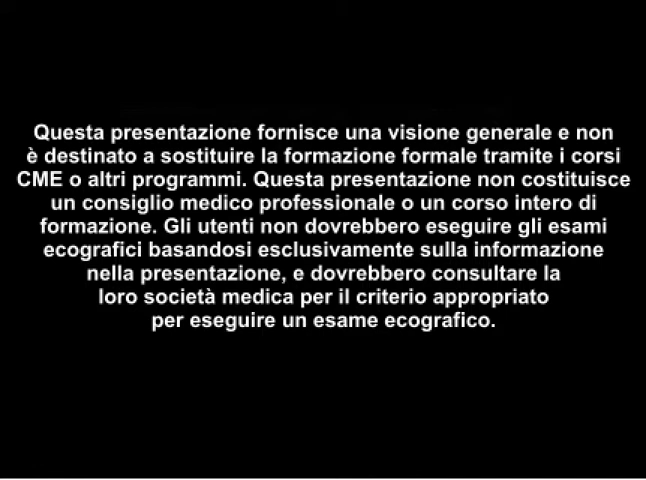 Questa presentazione fornisce una visione generale e non
è destinato a sostituire la formazione formale tramite i corsi
CME o altri programmi. Questa presentazione non costituisce
un consiglio medico professionale o un corso intero di
formazione. Gli utenti non dovrebbero eseguire gli esami
ecografici basandosi esclusivamente sulla informazione
nella presentazione, e dovrebbero consultare la
loro società medica per il criterio appropriato
per eseguire un esame ecografico.